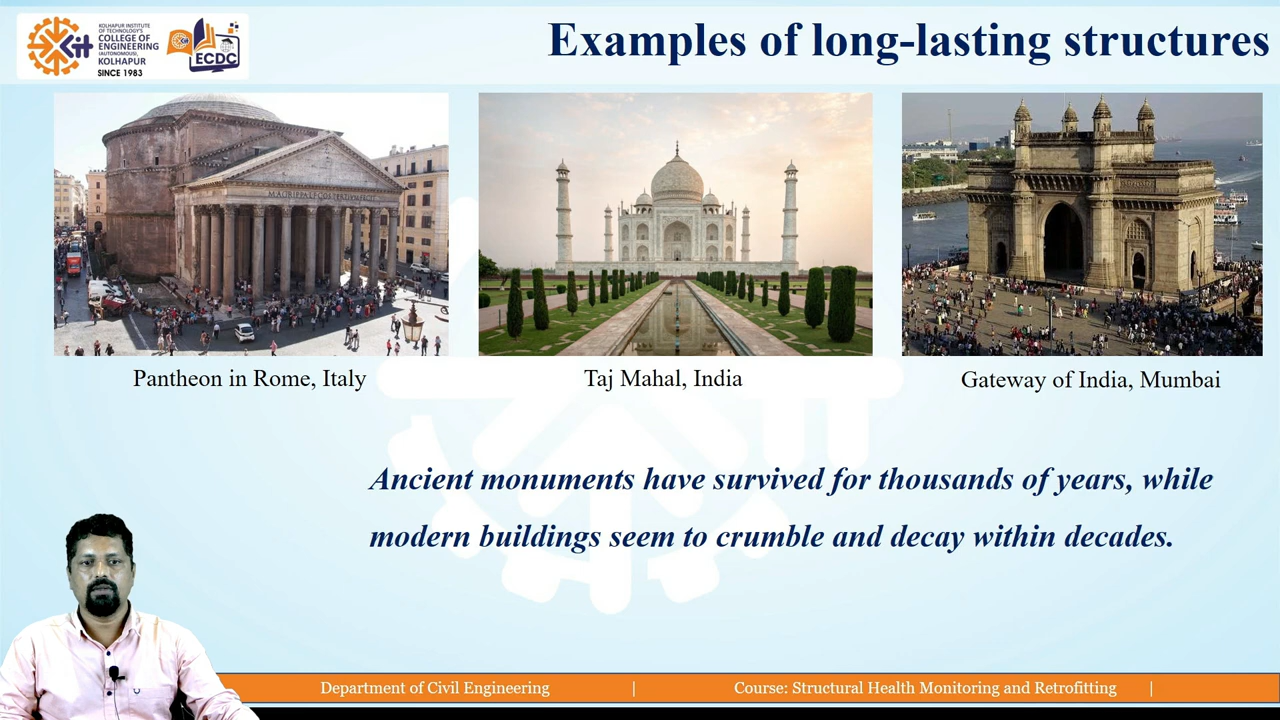 KOLHAPUR INSTITUTE
OF TECHNOLOGY'S
COLLEGE OF
ENGINEERING
(AUTONOMOUS),
KOLHAPUR
SINCE 1983
kit
ECDC
Examples of long-lasting structures
Pantheon in Rome, Italy
Taj Mahal, India
Gateway of India, Mumbai
Ancient monuments have survived for thousands of years, while
modern buildings seem to crumble and decay within decades.
Department of Civil Engineering | Course: Structural Health Monitoring and Retrofitting |